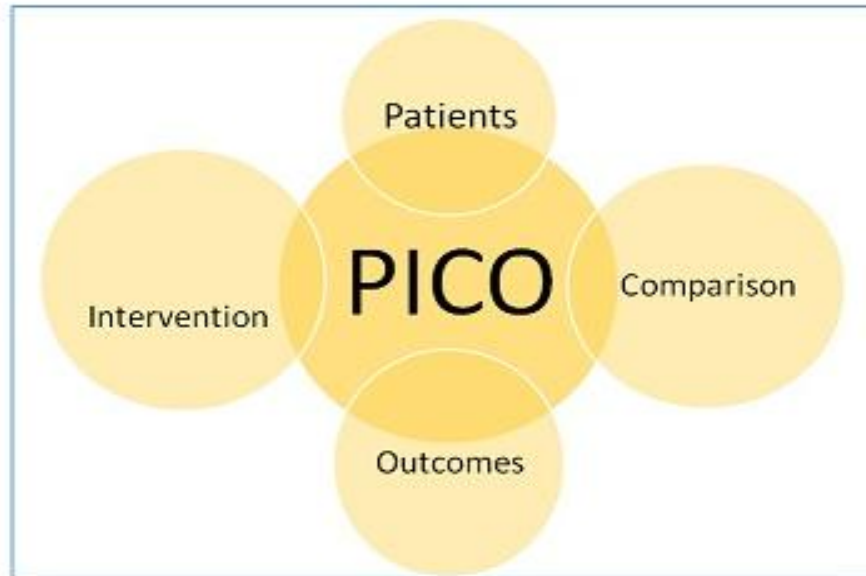 Patients
PICO
Comparison
Intervention
Outcomes